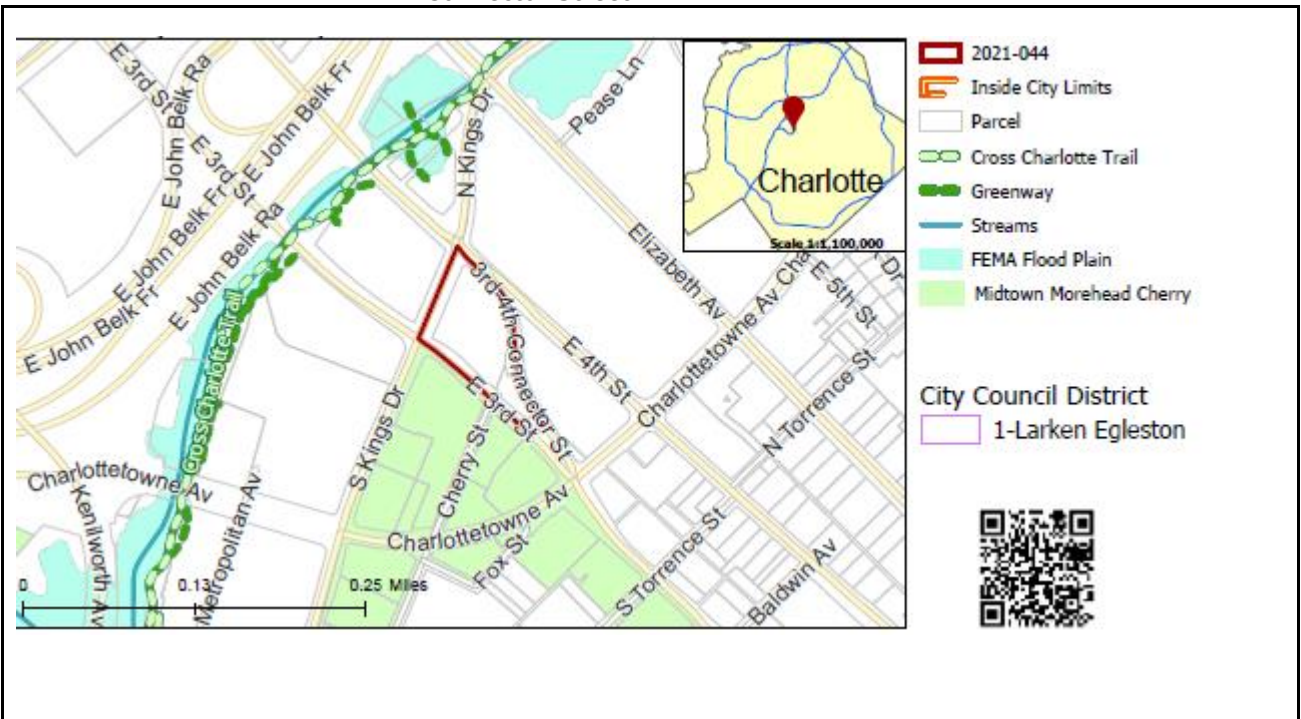 E 3rd St
E John Belk Ra
E John Belk Fr
E 3rd St
E John Belk Fr
E John Belk Fr
E John Belk Ra
E John Belk Fr
N Kings Dr
Pease Ln
Charlotte
Scale 1:1,100,000
Elizabeth Av
Charlottetowne Av
Cha
E 5th St
Dr
3rd-4th Connector St
E 4th St
E 3rd St
Cross Charlotte Trail
S Kings Dr
Cherry St
Charlottetowne Av
N Torrence St
Charlottetowne Av
Kenilworth Av
Metropolitan Av
Fox St
S Torrence St
Baldwin Av
0
0.13
0.25 Miles
2021-044
Inside City Limits
Parcel
Cross Charlotte Trail
Greenway
Streams
FEMA Flood Plain
Midtown Morehead Cherry
City Council District
1-Larken Egleston